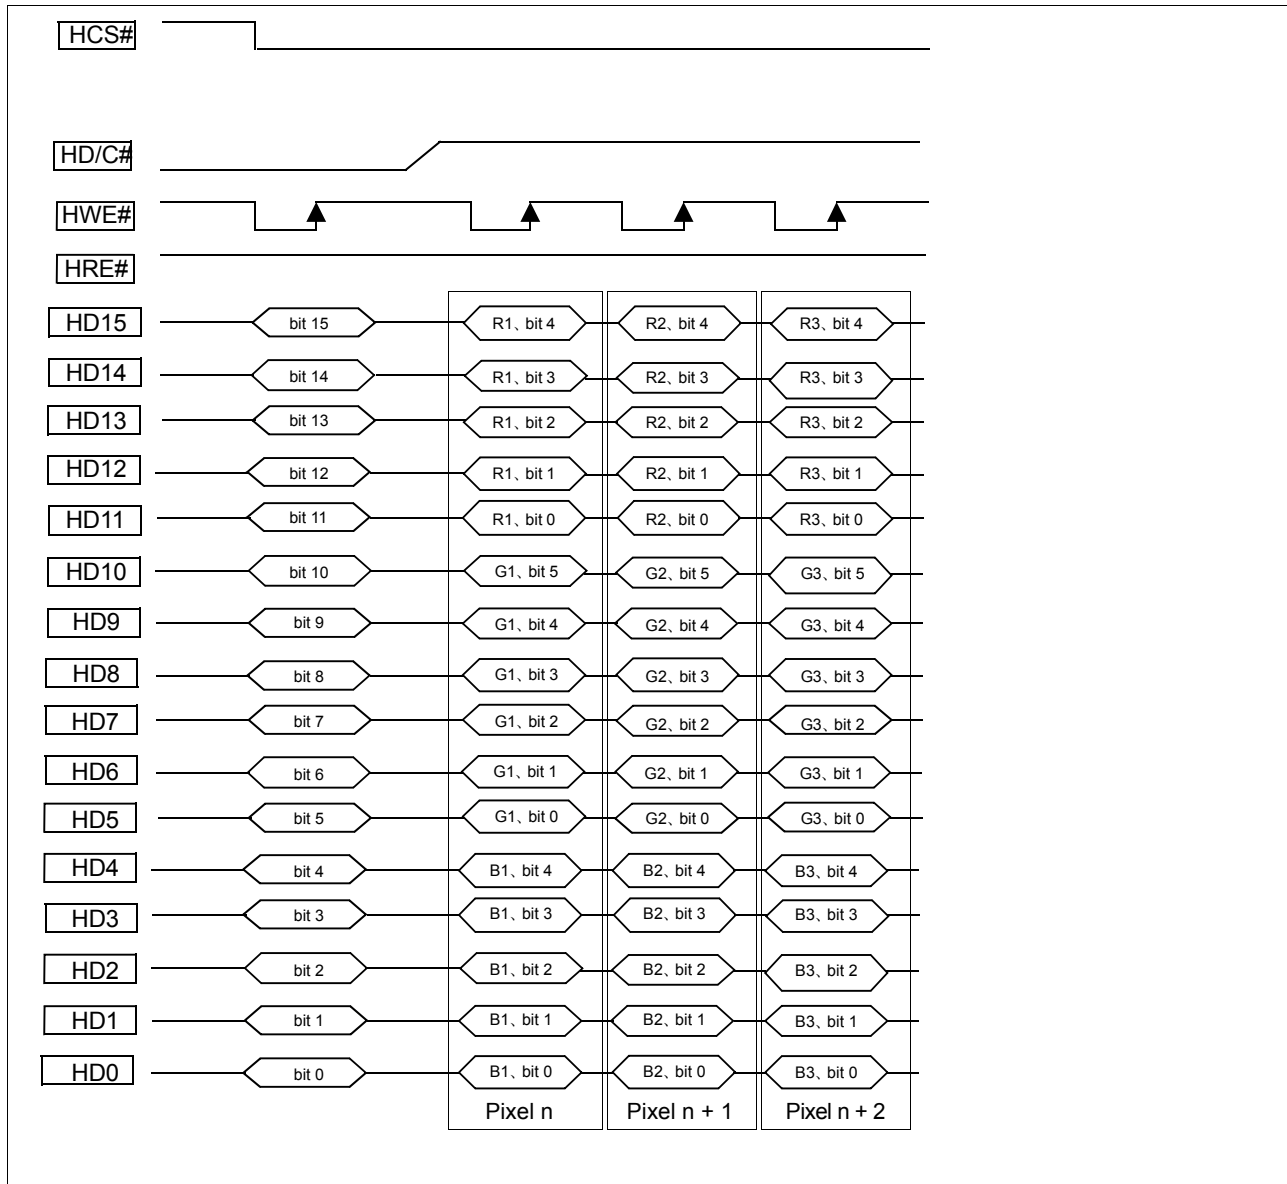 HCS#
HD/C#
HWE#
HRE#
HD15 bit 15 R1、bit 4 R2、bit 4 R3、bit 4
HD14 bit 14 R1、bit 3 R2、bit 3 R3、bit 3
HD13 bit 13 R1、bit 2 R2、bit 2 R3、bit 2
HD12 bit 12 R1、bit 1 R2、bit 1 R3、bit 1
HD11 bit 11 R1、bit 0 R2、bit 0 R3、bit 0
HD10 bit 10 G1、bit 5 G2、bit 5 G3、bit 5
HD9 bit 9 G1、bit 4 G2、bit 4 G3、bit 4
HD8 bit 8 G1、bit 3 G2、bit 3 G3、bit 3
HD7 bit 7 G1、bit 2 G2、bit 2 G3、bit 2
HD6 bit 6 G1、bit 1 G2、bit 1 G3、bit 1
HD5 bit 5 G1、bit 0 G2、bit 0 G3、bit 0
HD4 bit 4 B1、bit 4 B2、bit 4 B3、bit 4
HD3 bit 3 B1、bit 3 B2、bit 3 B3、bit 3
HD2 bit 2 B1、bit 2 B2、bit 2 B3、bit 2
HD1 bit 1 B1、bit 1 B2、bit 1 B3、bit 1
HD0 bit 0 B1、bit 0 B2、bit 0 B3、bit 0
Pixel n Pixel n + 1 Pixel n + 2